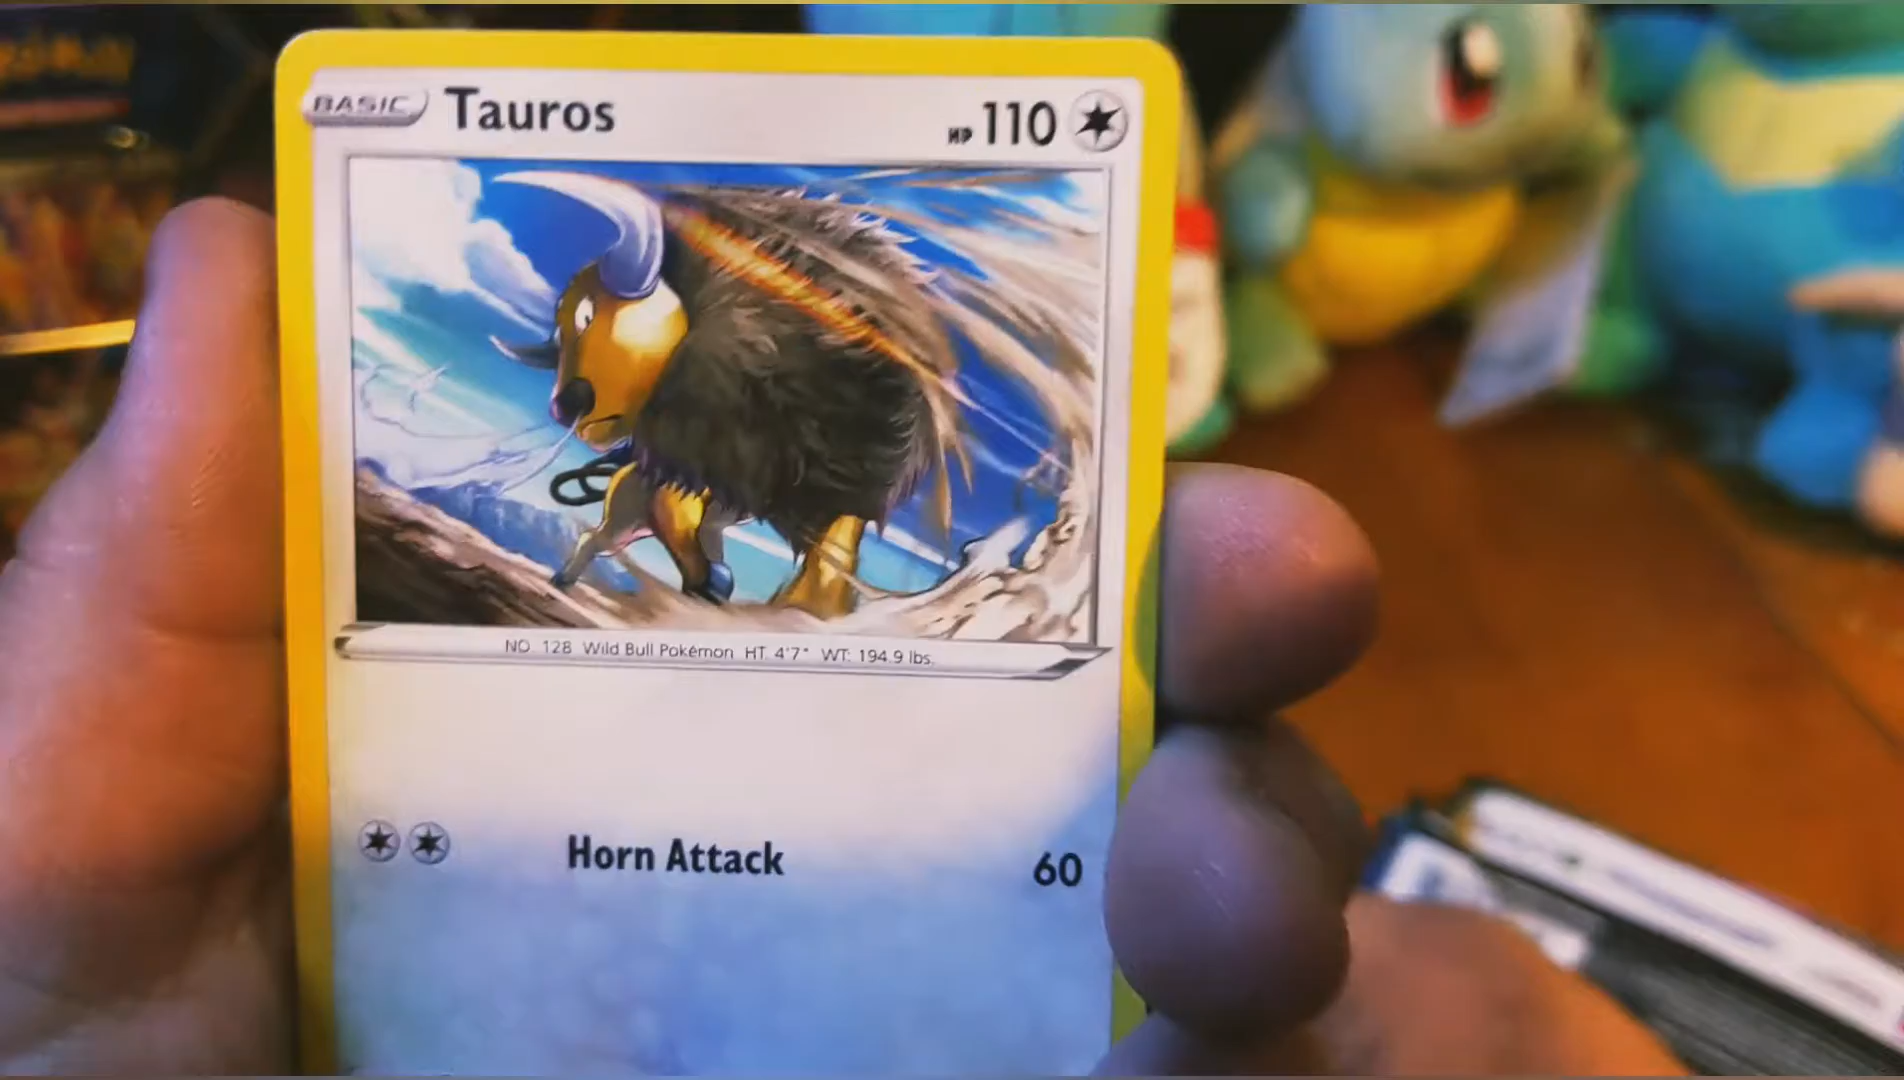 BASIC Tauros HP 110
NO. 128 Wild Bull Pokémon HT: 4'7" WT: 194.9 lbs.
Horn Attack 60